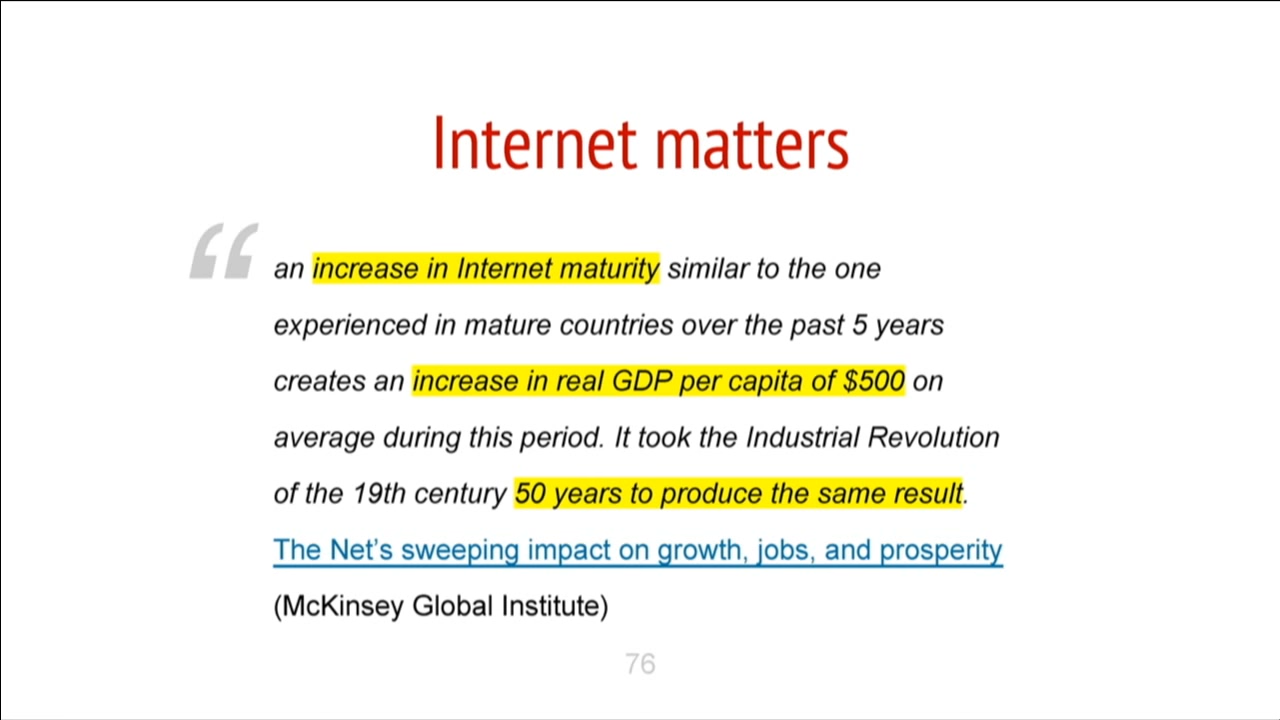 Internet matters
“
an increase in Internet maturity similar to the one
experienced in mature countries over the past 5 years
creates an increase in real GDP per capita of $500 on
average during this period. It took the Industrial Revolution
of the 19th century 50 years to produce the same result.
The Net’s sweeping impact on growth, jobs, and prosperity
(McKinsey Global Institute)
76